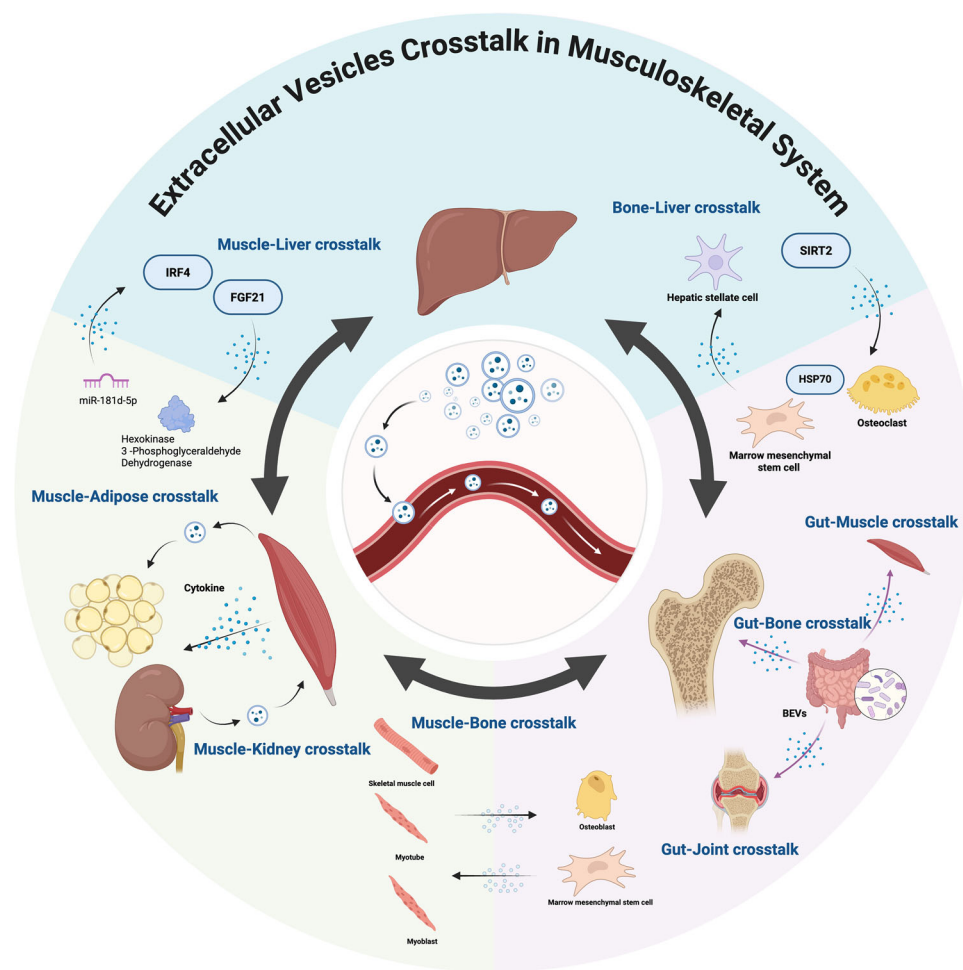 Extracellular Vesicles Crosstalk in Musculoskeletal System
Bone-Liver crosstalk
Muscle-Liver crosstalk
SIRT2
IRF4
FGF21
Hepatic stellate cell
HSP70
miR-181d-5p
Osteoclast
Hexokinase
3 -Phosphoglyceraldehyde
Dehydrogenase
Marrow mesenchymal
stem cell
Muscle-Adipose crosstalk
Gut-Muscle crosstalk
Cytokine
Gut-Bone crosstalk
BEVs
Muscle-Bone crosstalk
Muscle-Kidney crosstalk
Skeletal muscle cell
Osteoblast
Gut-Joint crosstalk
Myotube
Marrow mesenchymal stem cell
Myoblast